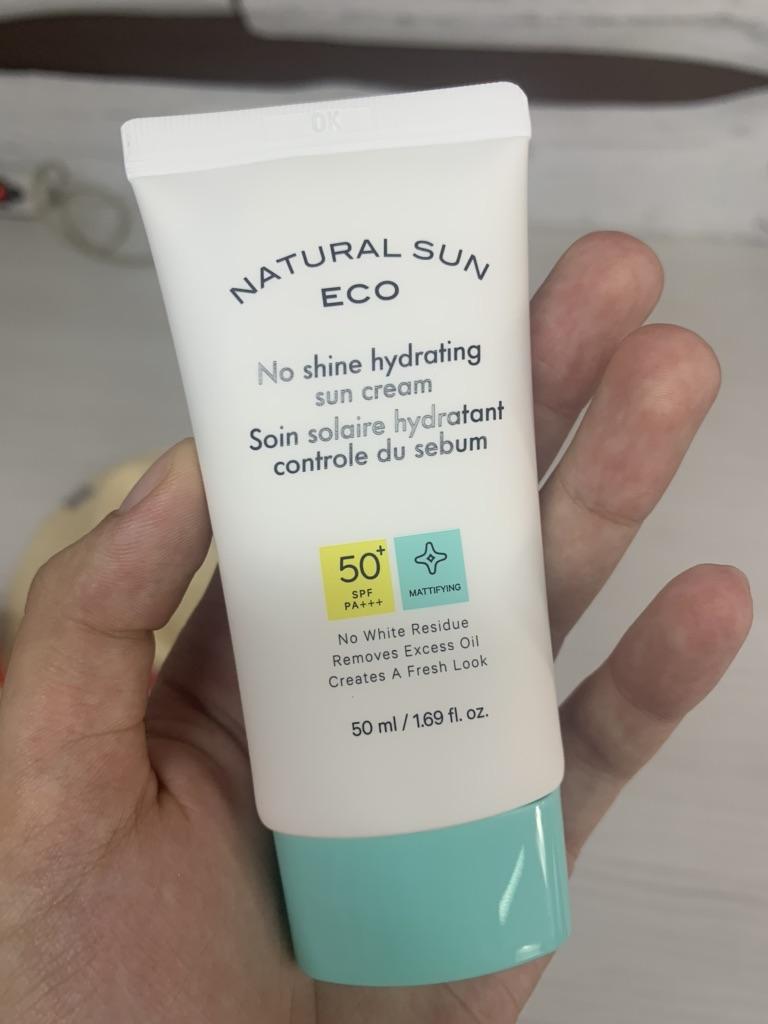 OK
NATURAL SUN
ECO
No shine hydrating
sun cream
Soin solaire hydratant
controle du sebum
50+
SPF
PA+++
MATTIFYING
No White Residue
Removes Excess Oil
Creates A Fresh Look
50 ml / 1.69 fl. oz.